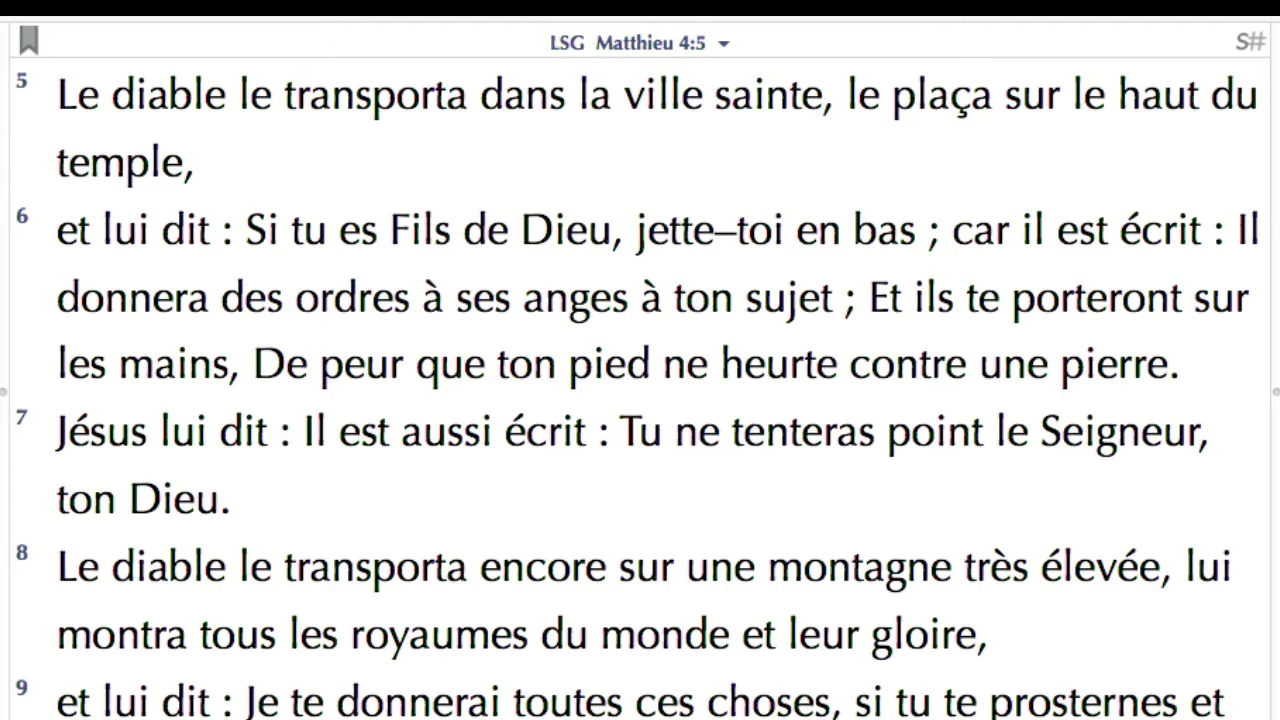 LSG Matthieu 4:5
S#
5 Le diable le transporta dans la ville sainte, le plaça sur le haut du
temple,
6 et lui dit : Si tu es Fils de Dieu, jette–toi en bas ; car il est écrit : Il
donnera des ordres à ses anges à ton sujet ; Et ils te porteront sur
les mains, De peur que ton pied ne heurte contre une pierre.
7 Jésus lui dit : Il est aussi écrit : Tu ne tenteras point le Seigneur,
ton Dieu.
8 Le diable le transporta encore sur une montagne très élevée, lui
montra tous les royaumes du monde et leur gloire,
9 et lui dit : Je te donnerai toutes ces choses, si tu te prosternes et